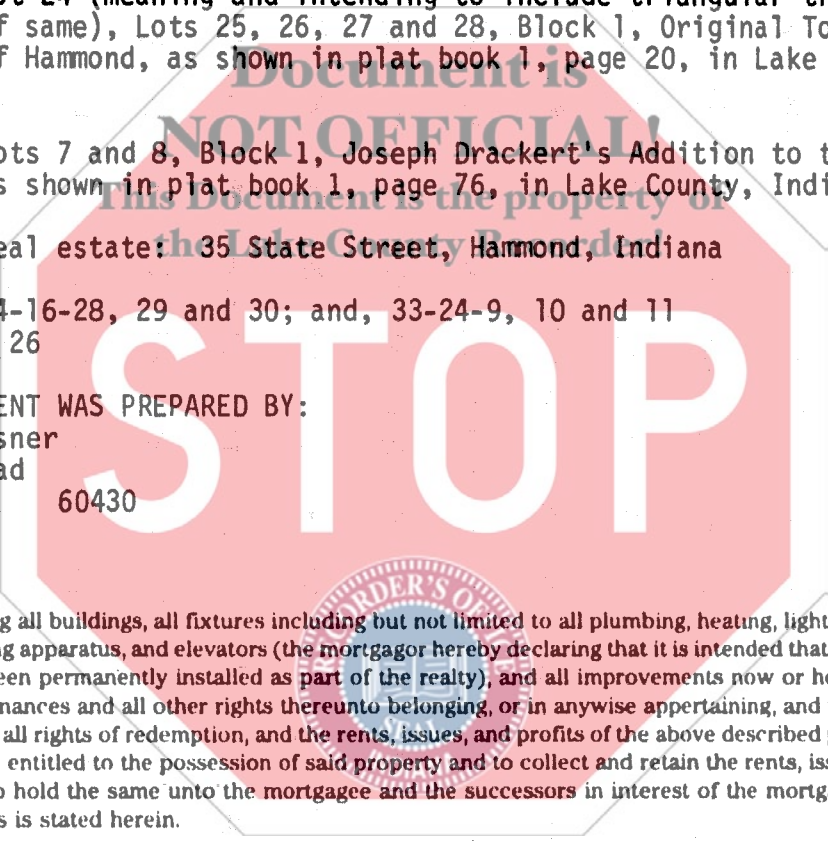 ot 24 (meaning and intending to include triangular
f same), Lots 25, 26, 27 and 28, Block 1, Original To
f Hammond, as shown in plat book 1, page 20, in Lake
Document is
NOT OFFICIAL!
ots 7 and 8, Block 1, Joseph Drackert's Addition to t
s shown in plat book 1, page 76, in Lake County, Indi
This Document is the property of
the Lake County Recorder!
eal estate: 35 State Street, Hammond, Indiana
4-16-28, 29 and 30; and, 33-24-9, 10 and 11
26
STOP
ENT WAS PREPARED BY:
sner
ad
60430
RECORDER'S OFFICE
SEAL
g all buildings, all fixtures including but not limited to all plumbing, heating, light
g apparatus, and elevators (the mortgagor hereby declaring that it is intended that
een permanently installed as part of the realty), and all improvements now or he
nances and all other rights thereunto belonging, or in anywise appertaining, and
all rights of redemption, and the rents, issues, and profits of the above described
entitled to the possession of said property and to collect and retain the rents, iss
o hold the same unto the mortgagee and the successors in interest of the mortg
s is stated herein.